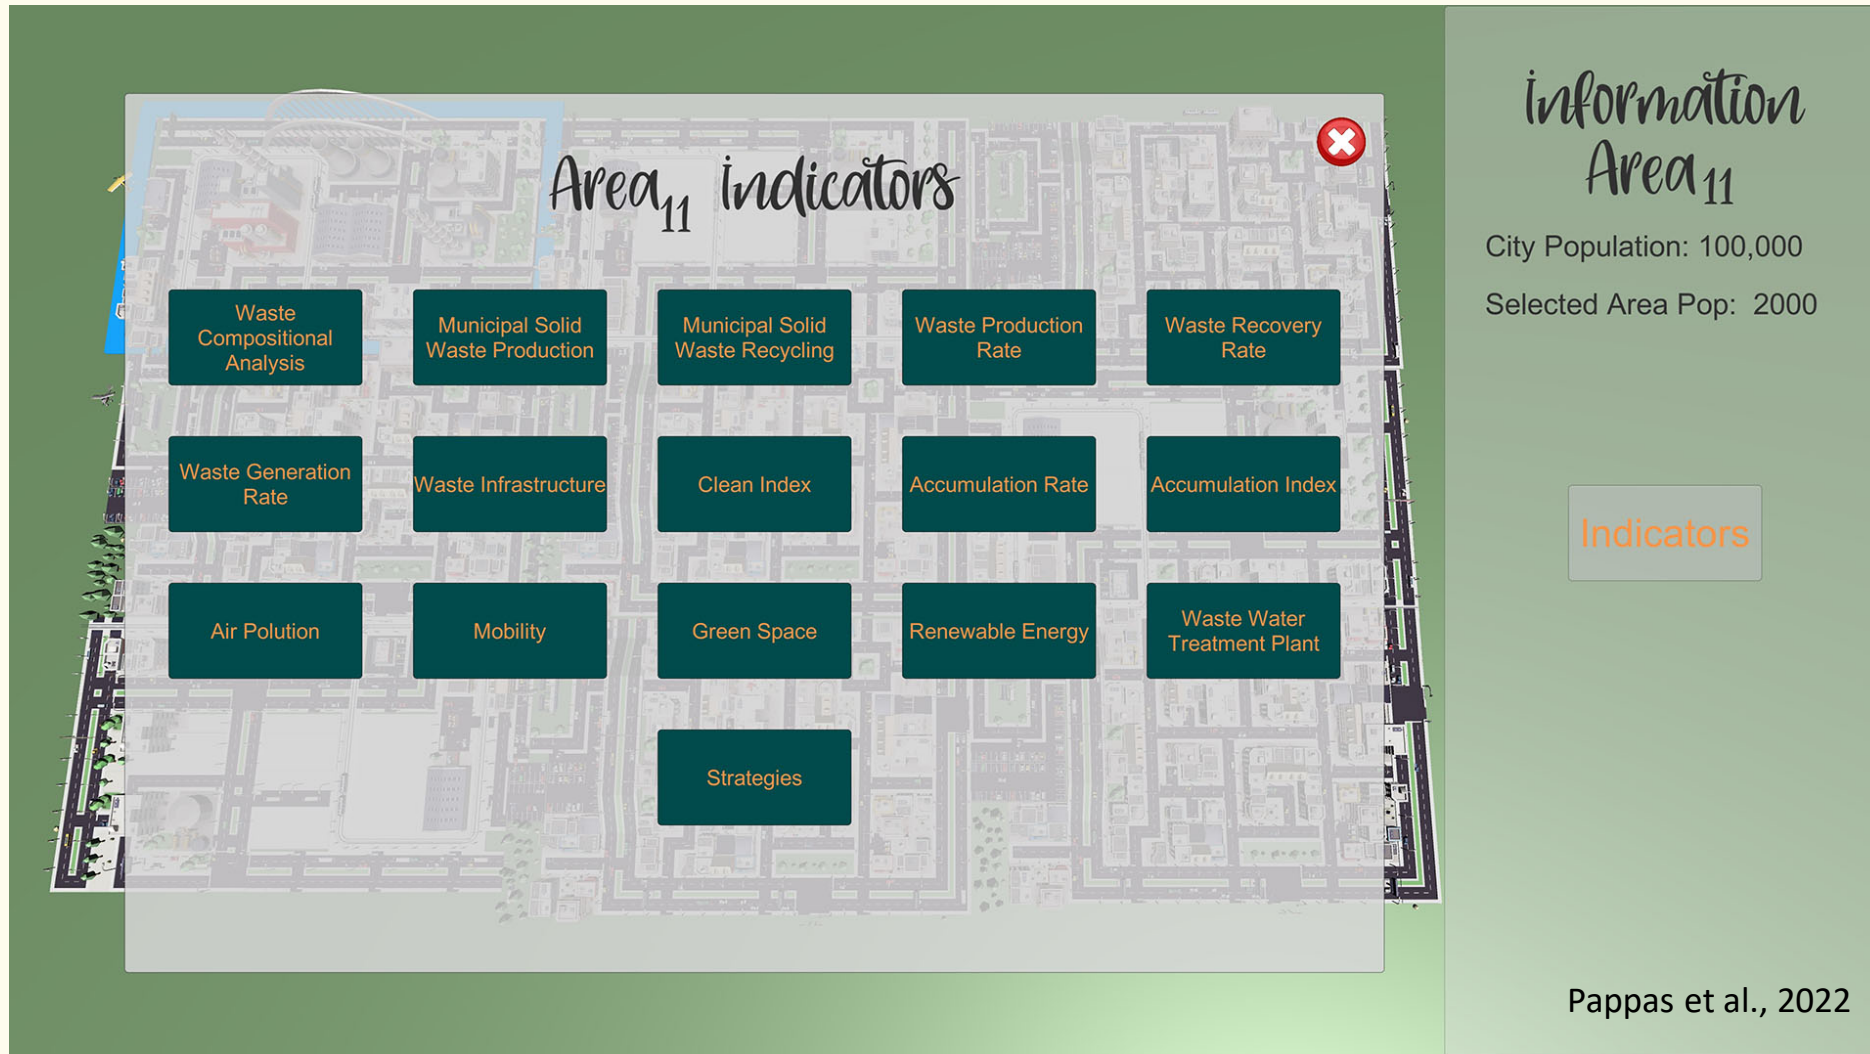 Area11 Indicators
Waste
Compositional
Analysis
Municipal Solid
Waste Production
Municipal Solid
Waste Recycling
Waste Production
Rate
Waste Recovery
Rate
Waste Generation
Rate
Waste Infrastructure
Clean Index
Accumulation Rate
Accumulation Index
Air Polution
Mobility
Green Space
Renewable Energy
Waste Water
Treatment Plant
Strategies
Information
Area11
City Population: 100,000
Selected Area Pop: 2000
Indicators
Pappas et al., 2022